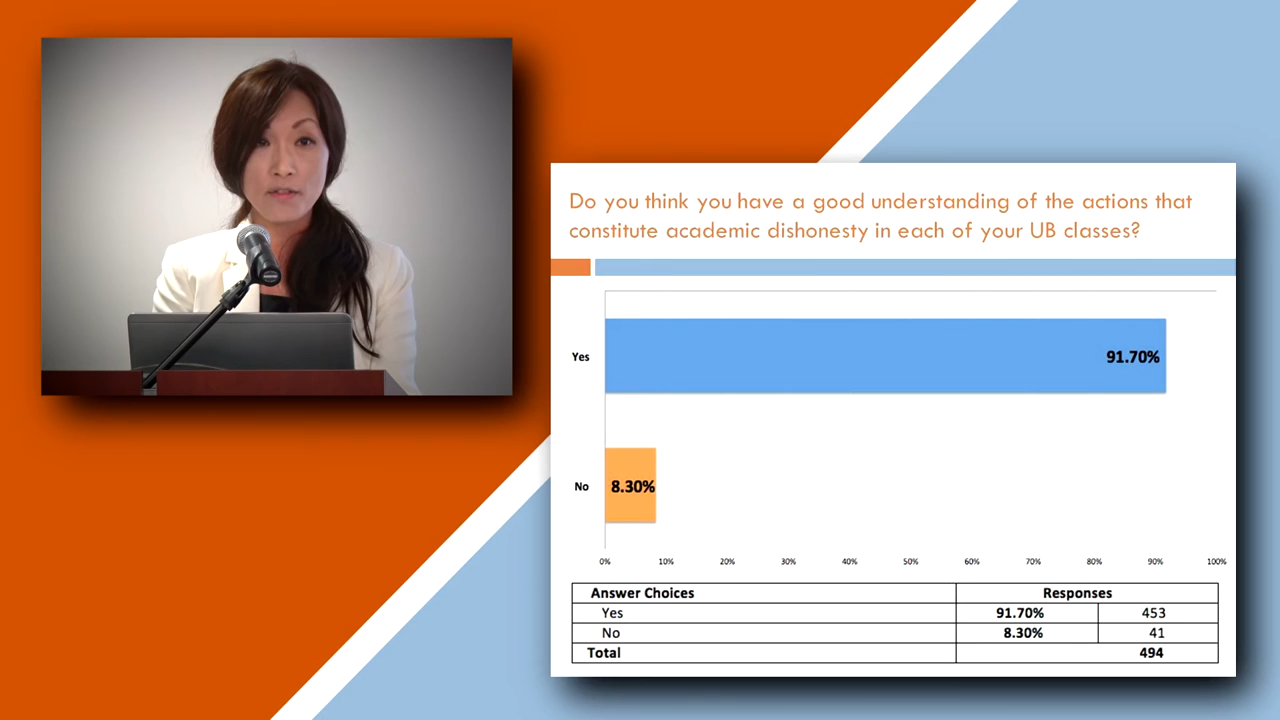 Do you think you have a good understanding of the actions that
constitute academic dishonesty in each of your UB classes?
Yes 91.70%
No 8.30%
0% 10% 20% 30% 40% 50% 60% 70% 80% 90% 100%
Answer Choices Responses
Yes 91.70% 453
No 8.30% 41
Total 494